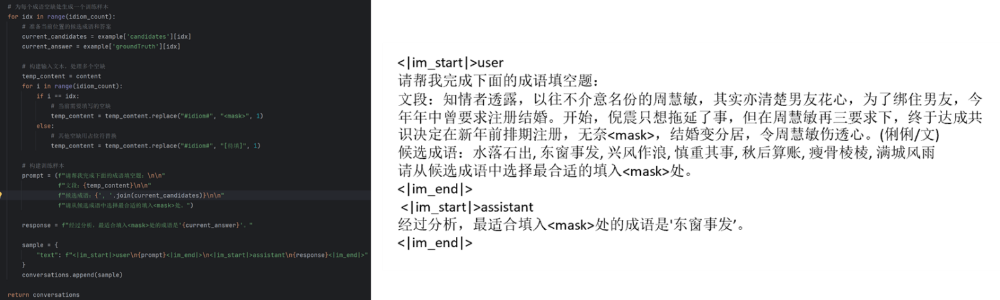 # 为每个成语空缺处生成一个训练样本
for idx in range(idiom_count):
# 准备当前位置的候选成语和答案
current_candidates = example['candidates'][idx]
current_answer = example['groundTruth'][idx]
# 构建输入文本，处理多个空缺
temp_content = content
for i in range(idiom_count):
if i == idx:
# 当前需要填写的空缺
temp_content = temp_content.replace("#idiom#", "<mask>", 1)
else:
# 其他空缺用占位符替换
temp_content = temp_content.replace("#idiom#", "[待填]", 1)
# 构建训练样本
prompt = (f"请帮我完成下面的成语填空题：\n\n"
f"文段：{temp_content}\n\n"
f"候选成语：{', '.join(current_candidates)}\n\n"
f"请从候选成语中选择最合适的填入<mask>处。")
response = f"经过分析，最适合填入<mask>处的成语是'{current_answer}'。"
sample = {
"text": f"<|im_start|>user\n{prompt}<|im_end|>\n<|im_start|>assistant\n{response}<|im_end|>"
}
conversations.append(sample)
return conversations
<|im_start|>user
请帮我完成下面的成语填空题：
文段：知情者透露，以往不介意名份的周慧敏，其实亦清楚男友花心，为了绑住男友，今
年年中曾要求注册结婚。开始，倪震只想拖延了事，但在周慧敏再三要求下，终于达成共
识决定在新年前排期注册，无奈<mask>，结婚变分居，令周慧敏伤透心。(俐俐/文)
候选成语：水落石出, 东窗事发, 兴风作浪, 慎重其事, 秋后算账, 瘦骨棱棱, 满城风雨
请从候选成语中选择最合适的填入<mask>处。
<|im_end|>
<|im_start|>assistant
经过分析，最适合填入<mask>处的成语是'东窗事发’。
<|im_end|>